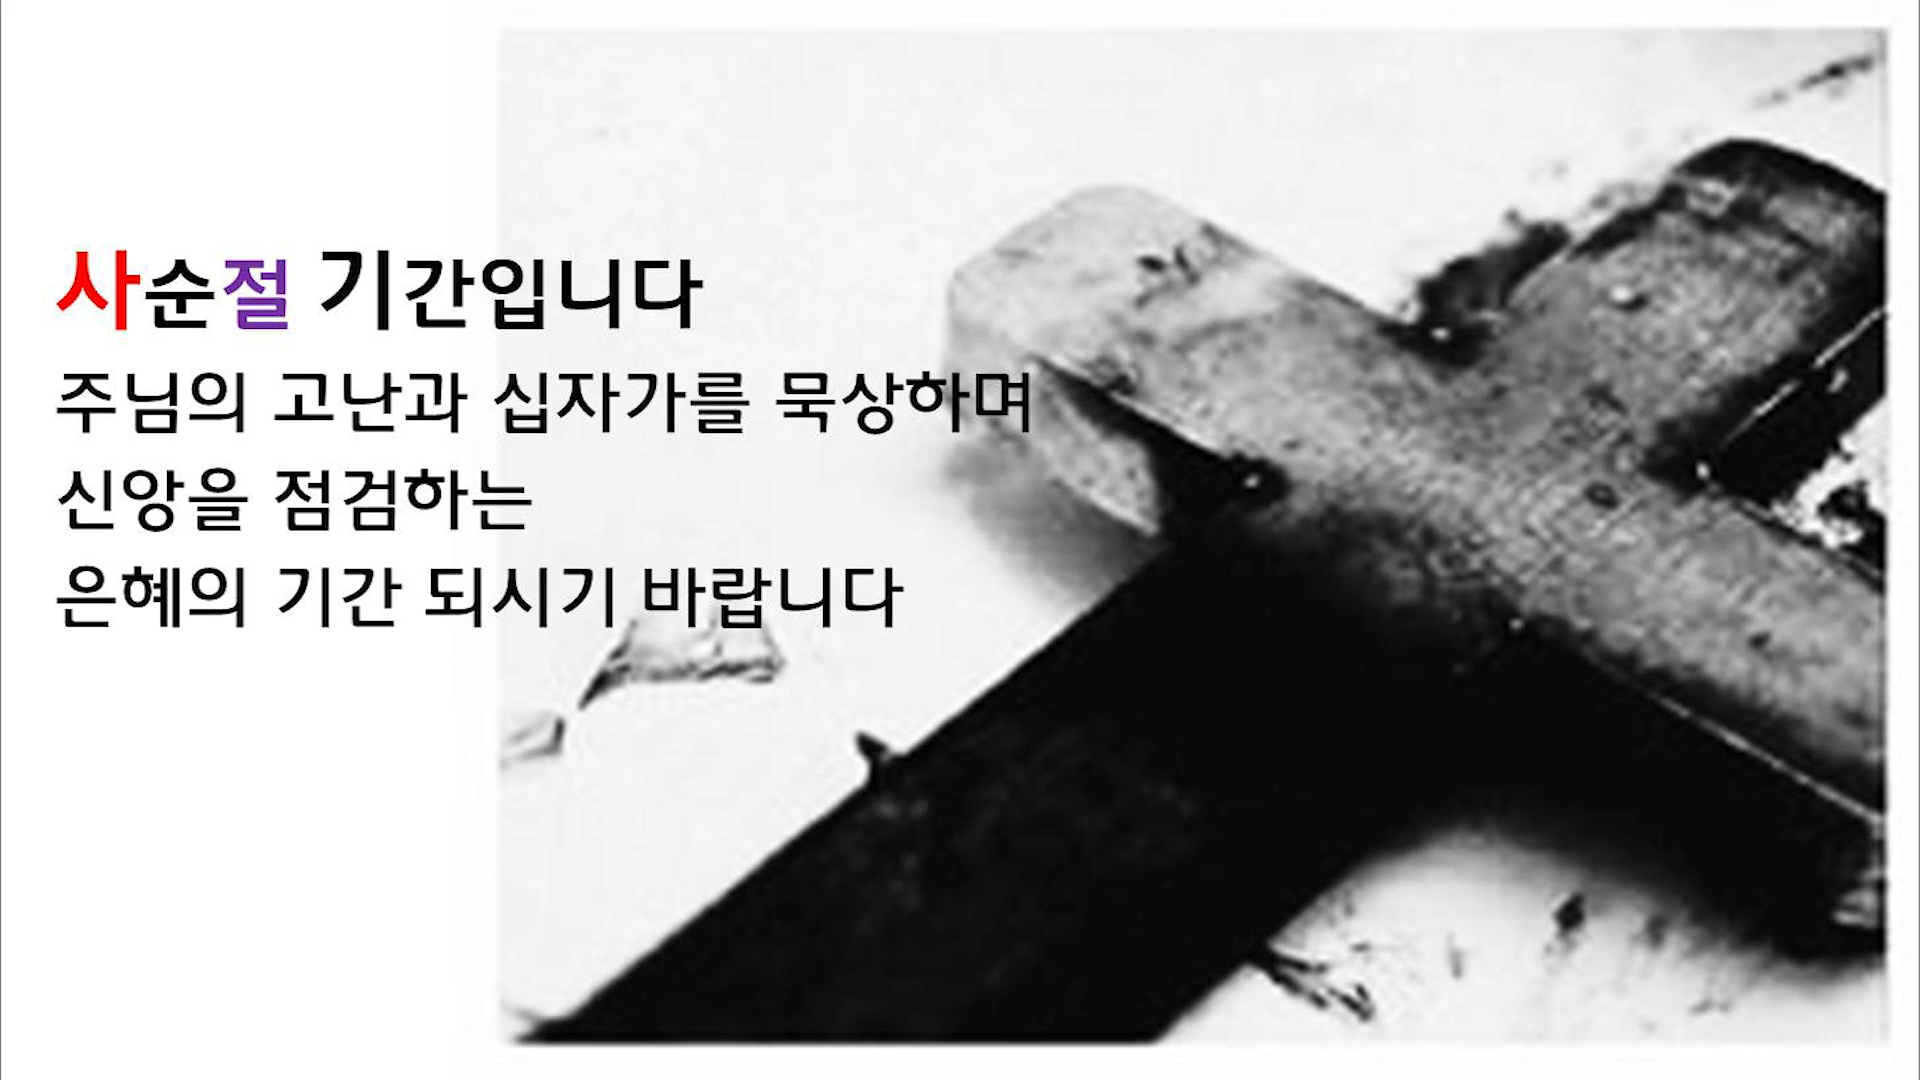 사순절 기간입니다
주님의 고난과 십자가를 묵상하며
신앙을 점검하는
은혜의 기간 되시기 바랍니다